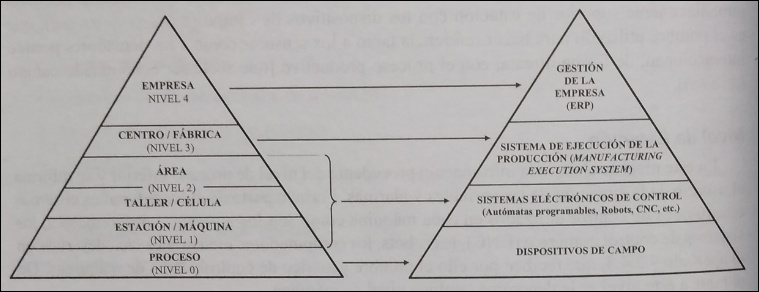 EMPRESA
NIVEL 4
CENTRO / FÁBRICA
(NIVEL 3)
ÁREA
(NIVEL 2)
TALLER / CÉLULA
ESTACIÓN / MÁQUINA
(NIVEL 1)
PROCESO
(NIVEL 0)
GESTIÓN
DE LA
EMPRESA
(ERP)
SISTEMA DE EJECUCIÓN DE LA
PRODUCCIÓN (MANUFACTURING
EXECUTION SYSTEM)
SISTEMAS ELÉCTRÓNICOS DE CONTROL
(Autómatas programables, Robots, CNC, etc.)
DISPOSITIVOS DE CAMPO